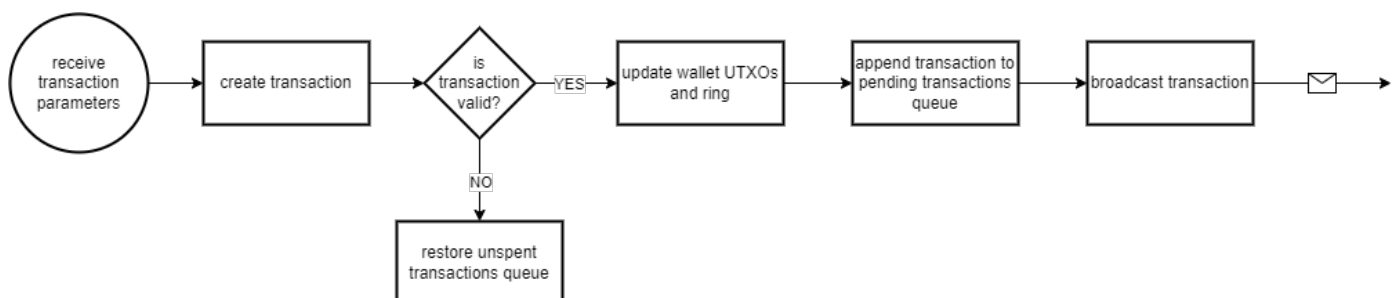 receive
transaction
parameters
create transaction
is
transaction
valid?
YES
update wallet UTXOs
and ring
append transaction to
pending transactions
queue
broadcast transaction
NO
restore unspent
transactions queue